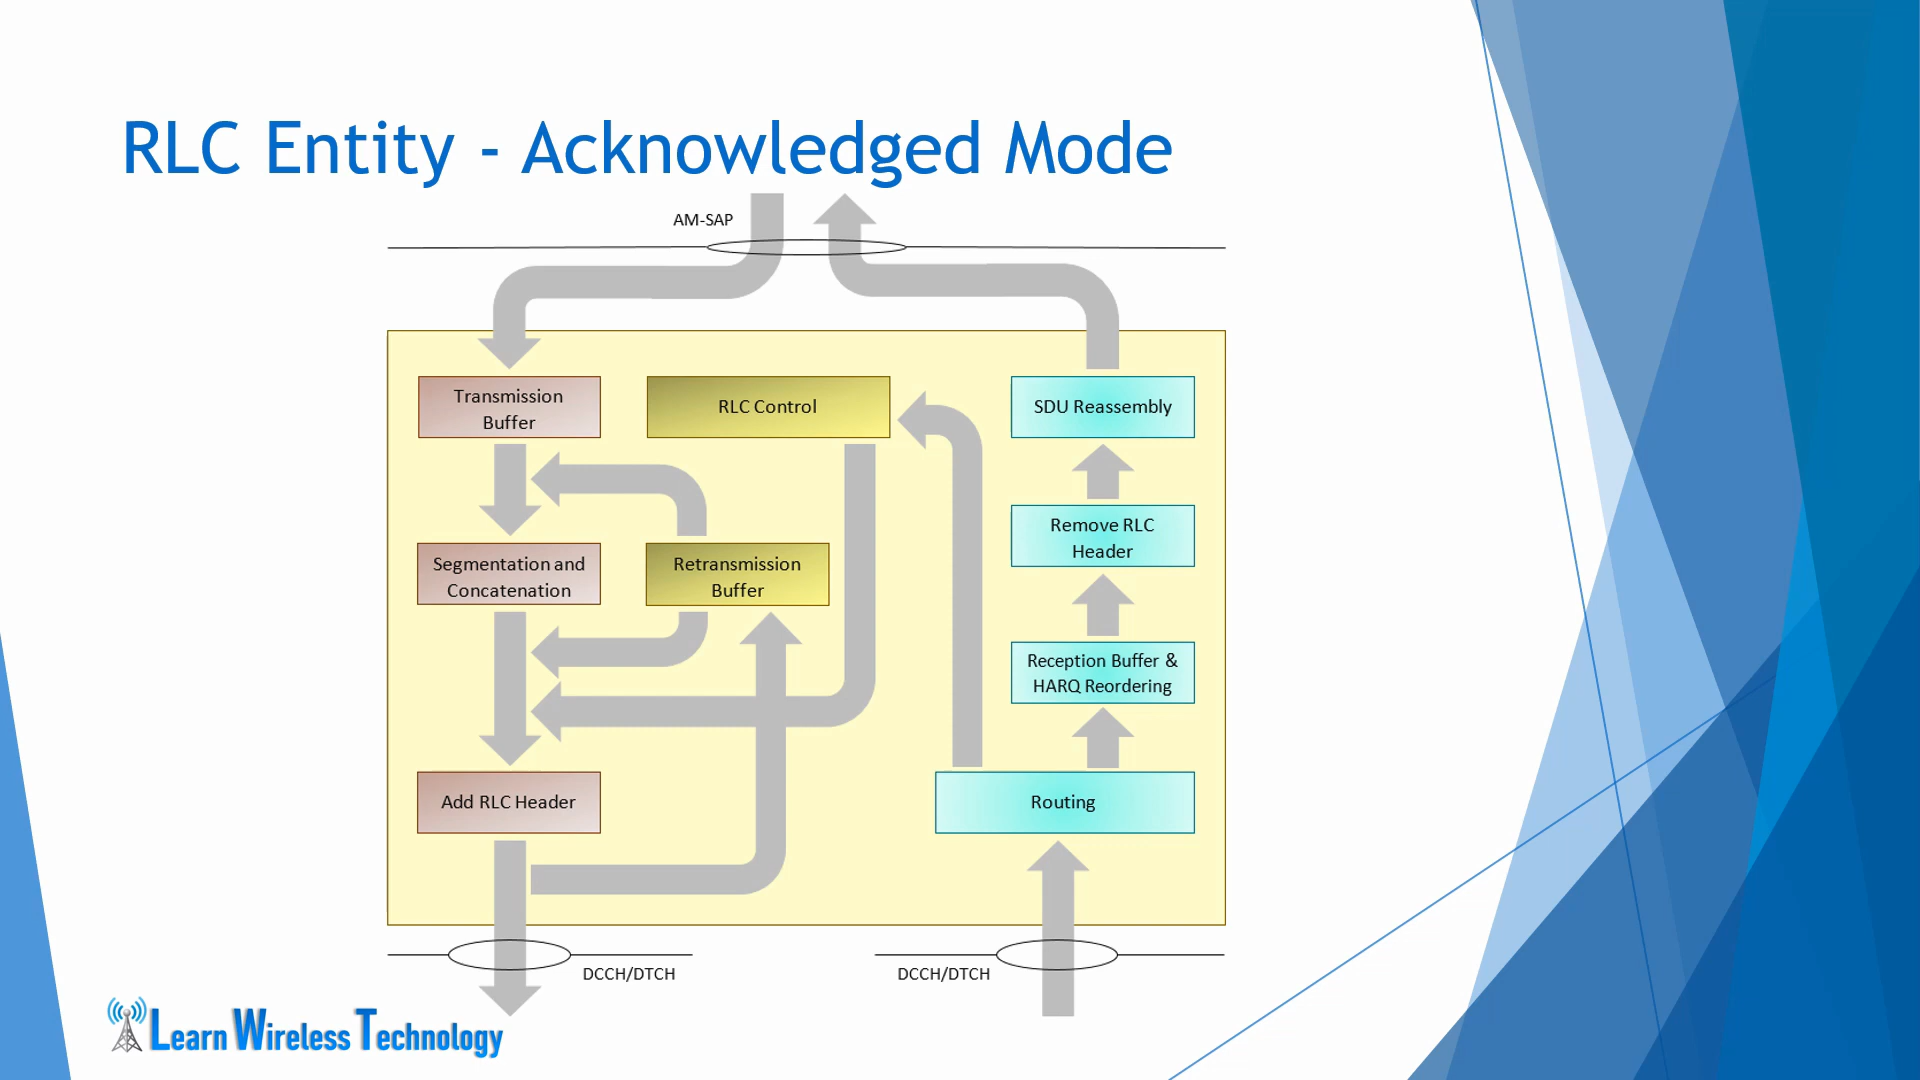 RLC Entity - Acknowledged Mode
AM-SAP
Transmission
Buffer
RLC Control
SDU Reassembly
Remove RLC
Header
Segmentation and
Concatenation
Retransmission
Buffer
Reception Buffer &
HARQ Reordering
Add RLC Header
Routing
DCCH/DTCH
DCCH/DTCH
Learn Wireless Technology